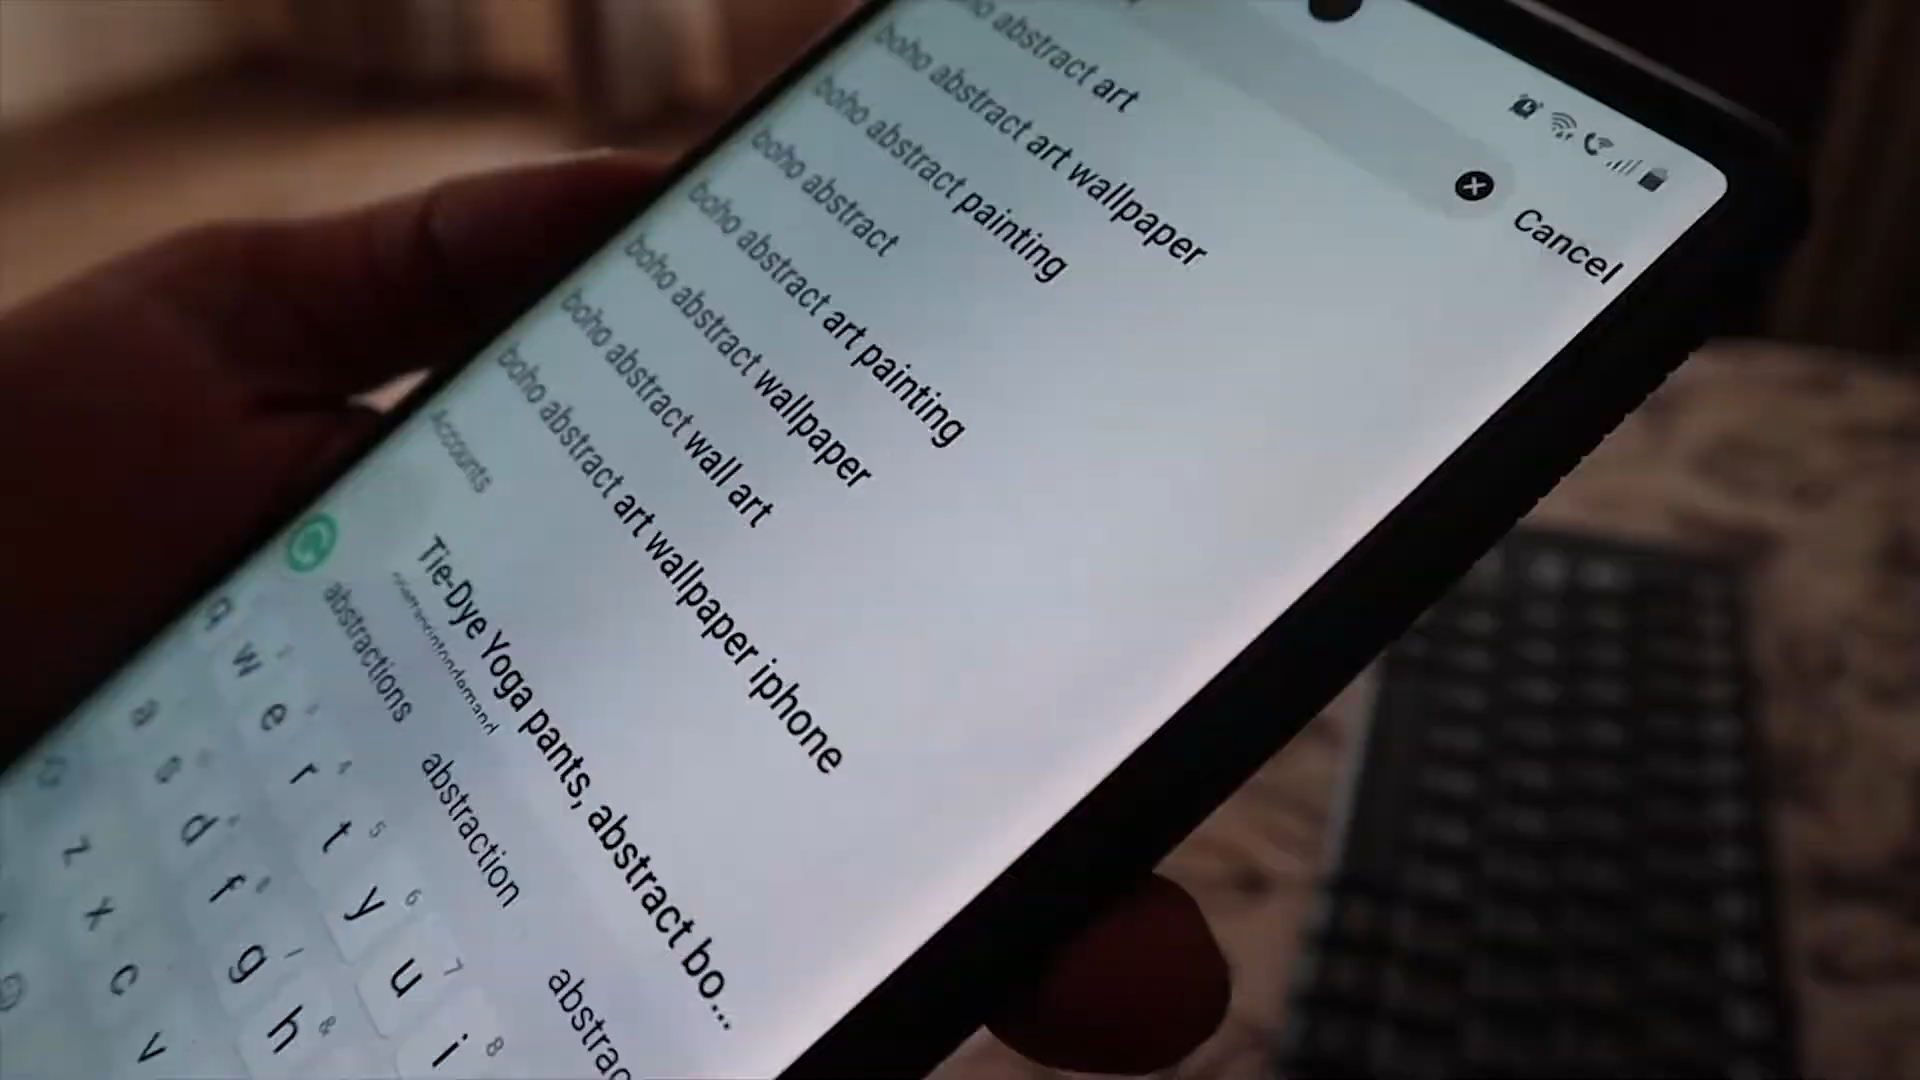 Cancel
boho abstract art
boho abstract art wallpaper
boho abstract painting
boho abstract
boho abstract art painting
boho abstract wallpaper
boho abstract wall art
boho abstract art wallpaper iphone
Accounts
Tie-Dye Yoga pants, abstract bo...
abstractions abstraction abstrac
q w e r t y u i
a s d f g h
z x c v